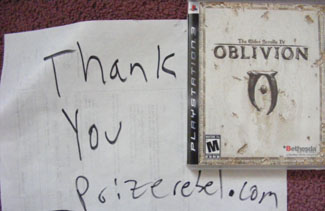 Thank
You
prizerebel.com
PLAYSTATION 3
The Elder Scrolls IV
OBLIVION
M
Bethesda